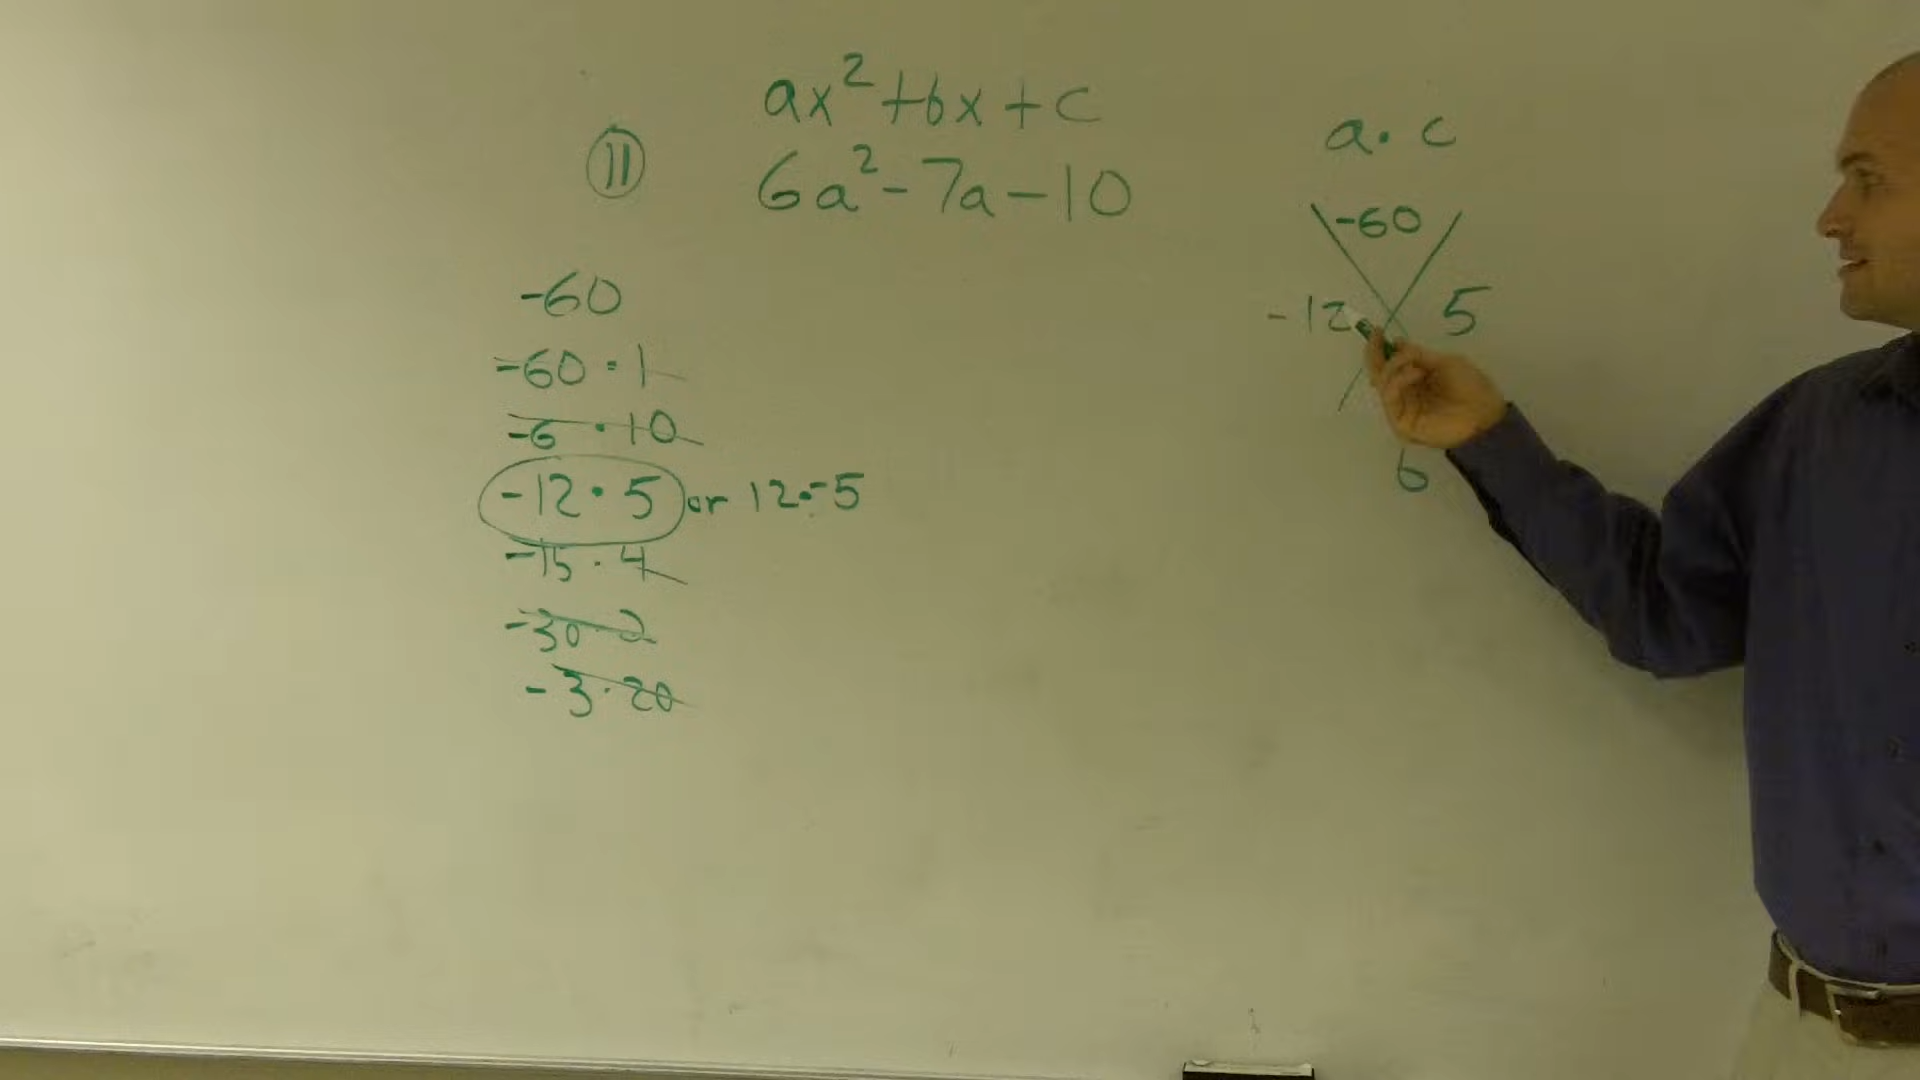 ax² + bx + c
11 6a² - 7a - 10
-60
-60 · 1
-6 · 10
-12 · 5 or 12 · -5
-15 · 4
-30 · 2
-3 · 20
a · c
-60
-12 5
b